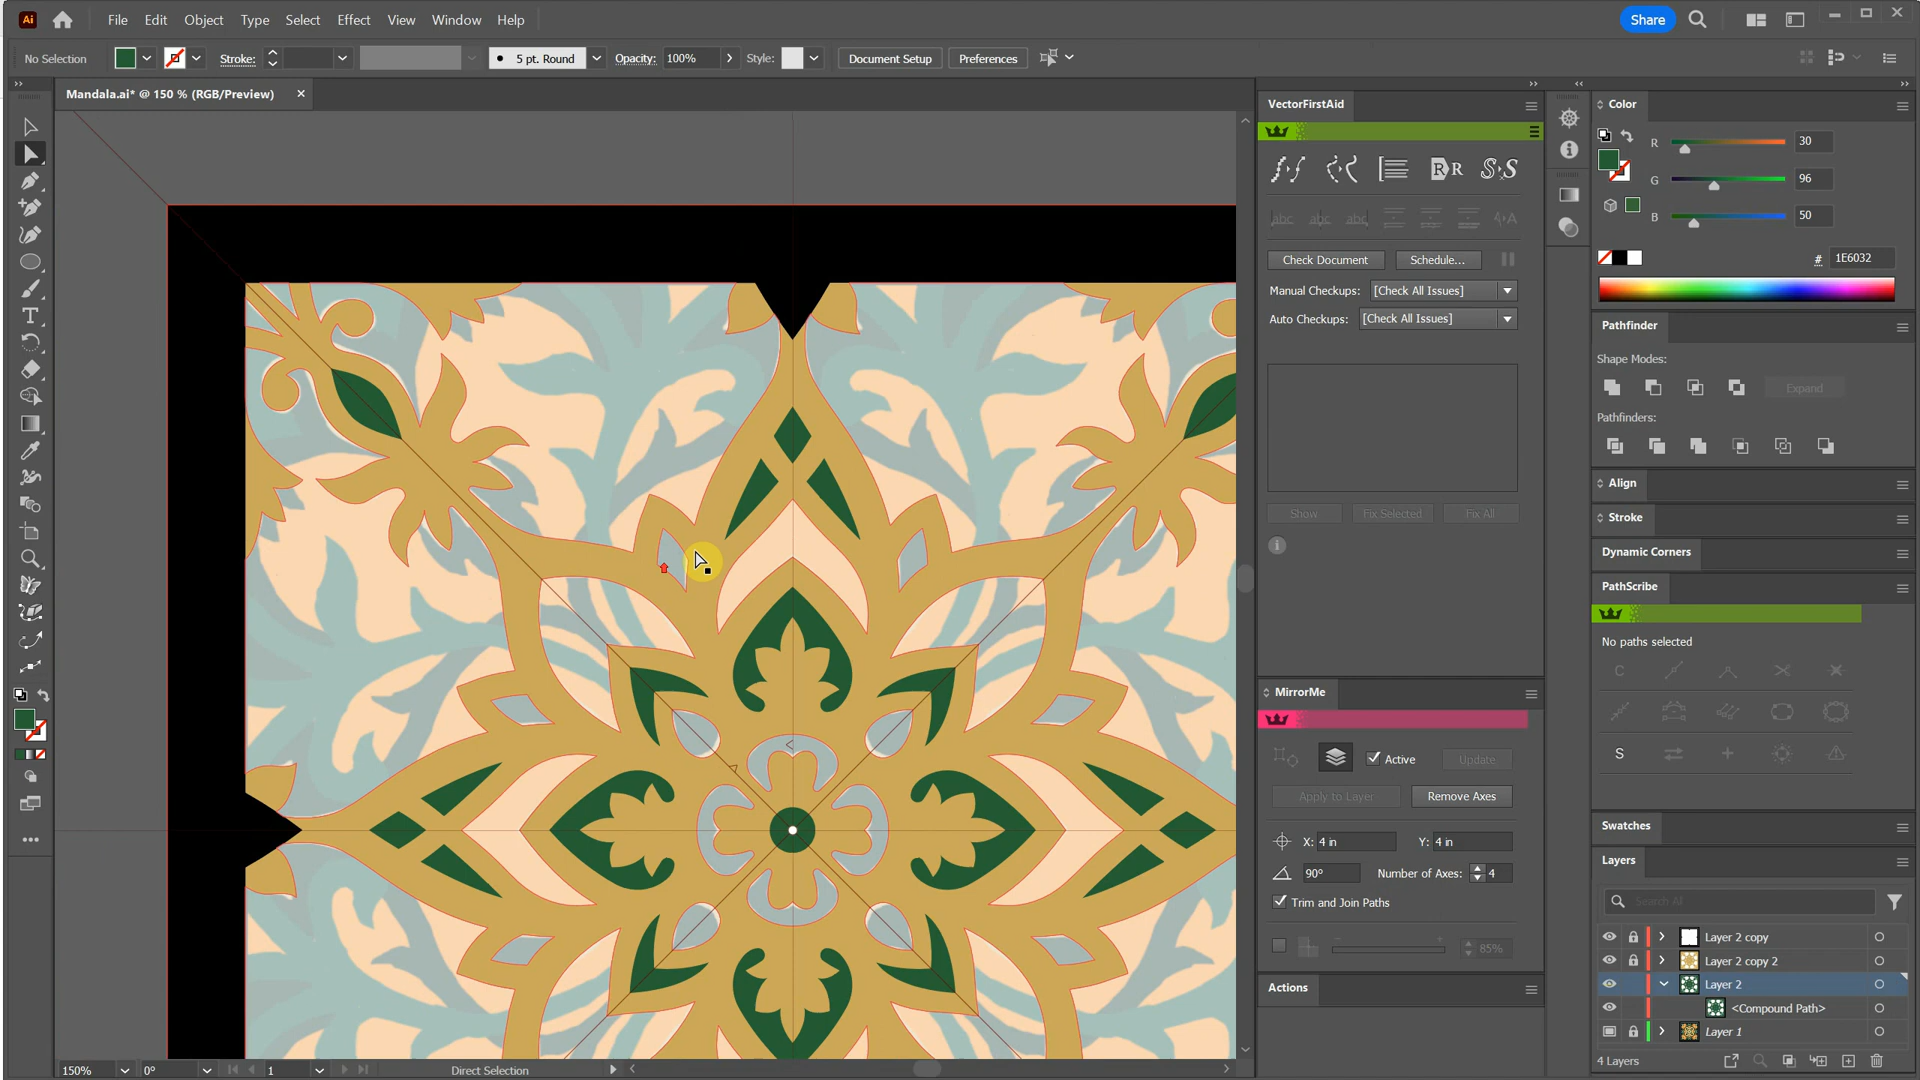 Ai File Edit Object Type Select Effect View Window Help Share
No Selection Stroke: 5 pt. Round Opacity: 100% Style: Document Setup Preferences
Mandala.ai* @ 150 % (RGB/Preview)
VectorFirstAid
Check Document Schedule...
Manual Checkups: [Check All Issues]
Auto Checkups: [Check All Issues]
Show Fix Selected Fix All
MirrorMe
Active Update
Apply to Layer Remove Axes
X: 4 in Y: 4 in
90° Number of Axes: 4
Trim and Join Paths
85%
Actions
Color
R 30
G 96
B 50
# 1E6032
Pathfinder
Shape Modes:
Expand
Pathfinders:
Align
Stroke
Dynamic Corners
PathScribe
No paths selected
Swatches
Layers
Search All
Layer 2 copy
Layer 2 copy 2
Layer 2
<Compound Path>
Layer 1
4 Layers
150% 0° 1 Direct Selection